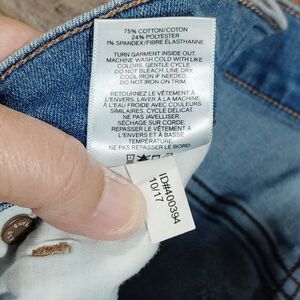 75% COTTON/COTON
24% POLYESTER
1% SPANDEX/FIBRE ÉLASTHANNE
TURN GARMENT INSIDE OUT.
MACHINE WASH COLD WITH LIKE
COLORS, GENTLE CYCLE.
DO NOT BLEACH. LINE DRY.
COOL IRON IF NEEDED.
DO NOT IRON ON TRIM.
RETOURNEZ LE VÊTEMENT À
L'ENVERS. LAVER À LA MACHINE
À L'EAU FROIDE AVEC COULEURS
SIMILAIRES. CYCLE DÉLICAT.
NE PAS JAVELLISER.
SÉCHAGE SUR CORDE.
REPASSER LE VÊTEMENT À
L'ENVERS ET À BASSE
TEMPÉRATURE
NE PAS REPASSER LE BORD.
ID#400394
10/17